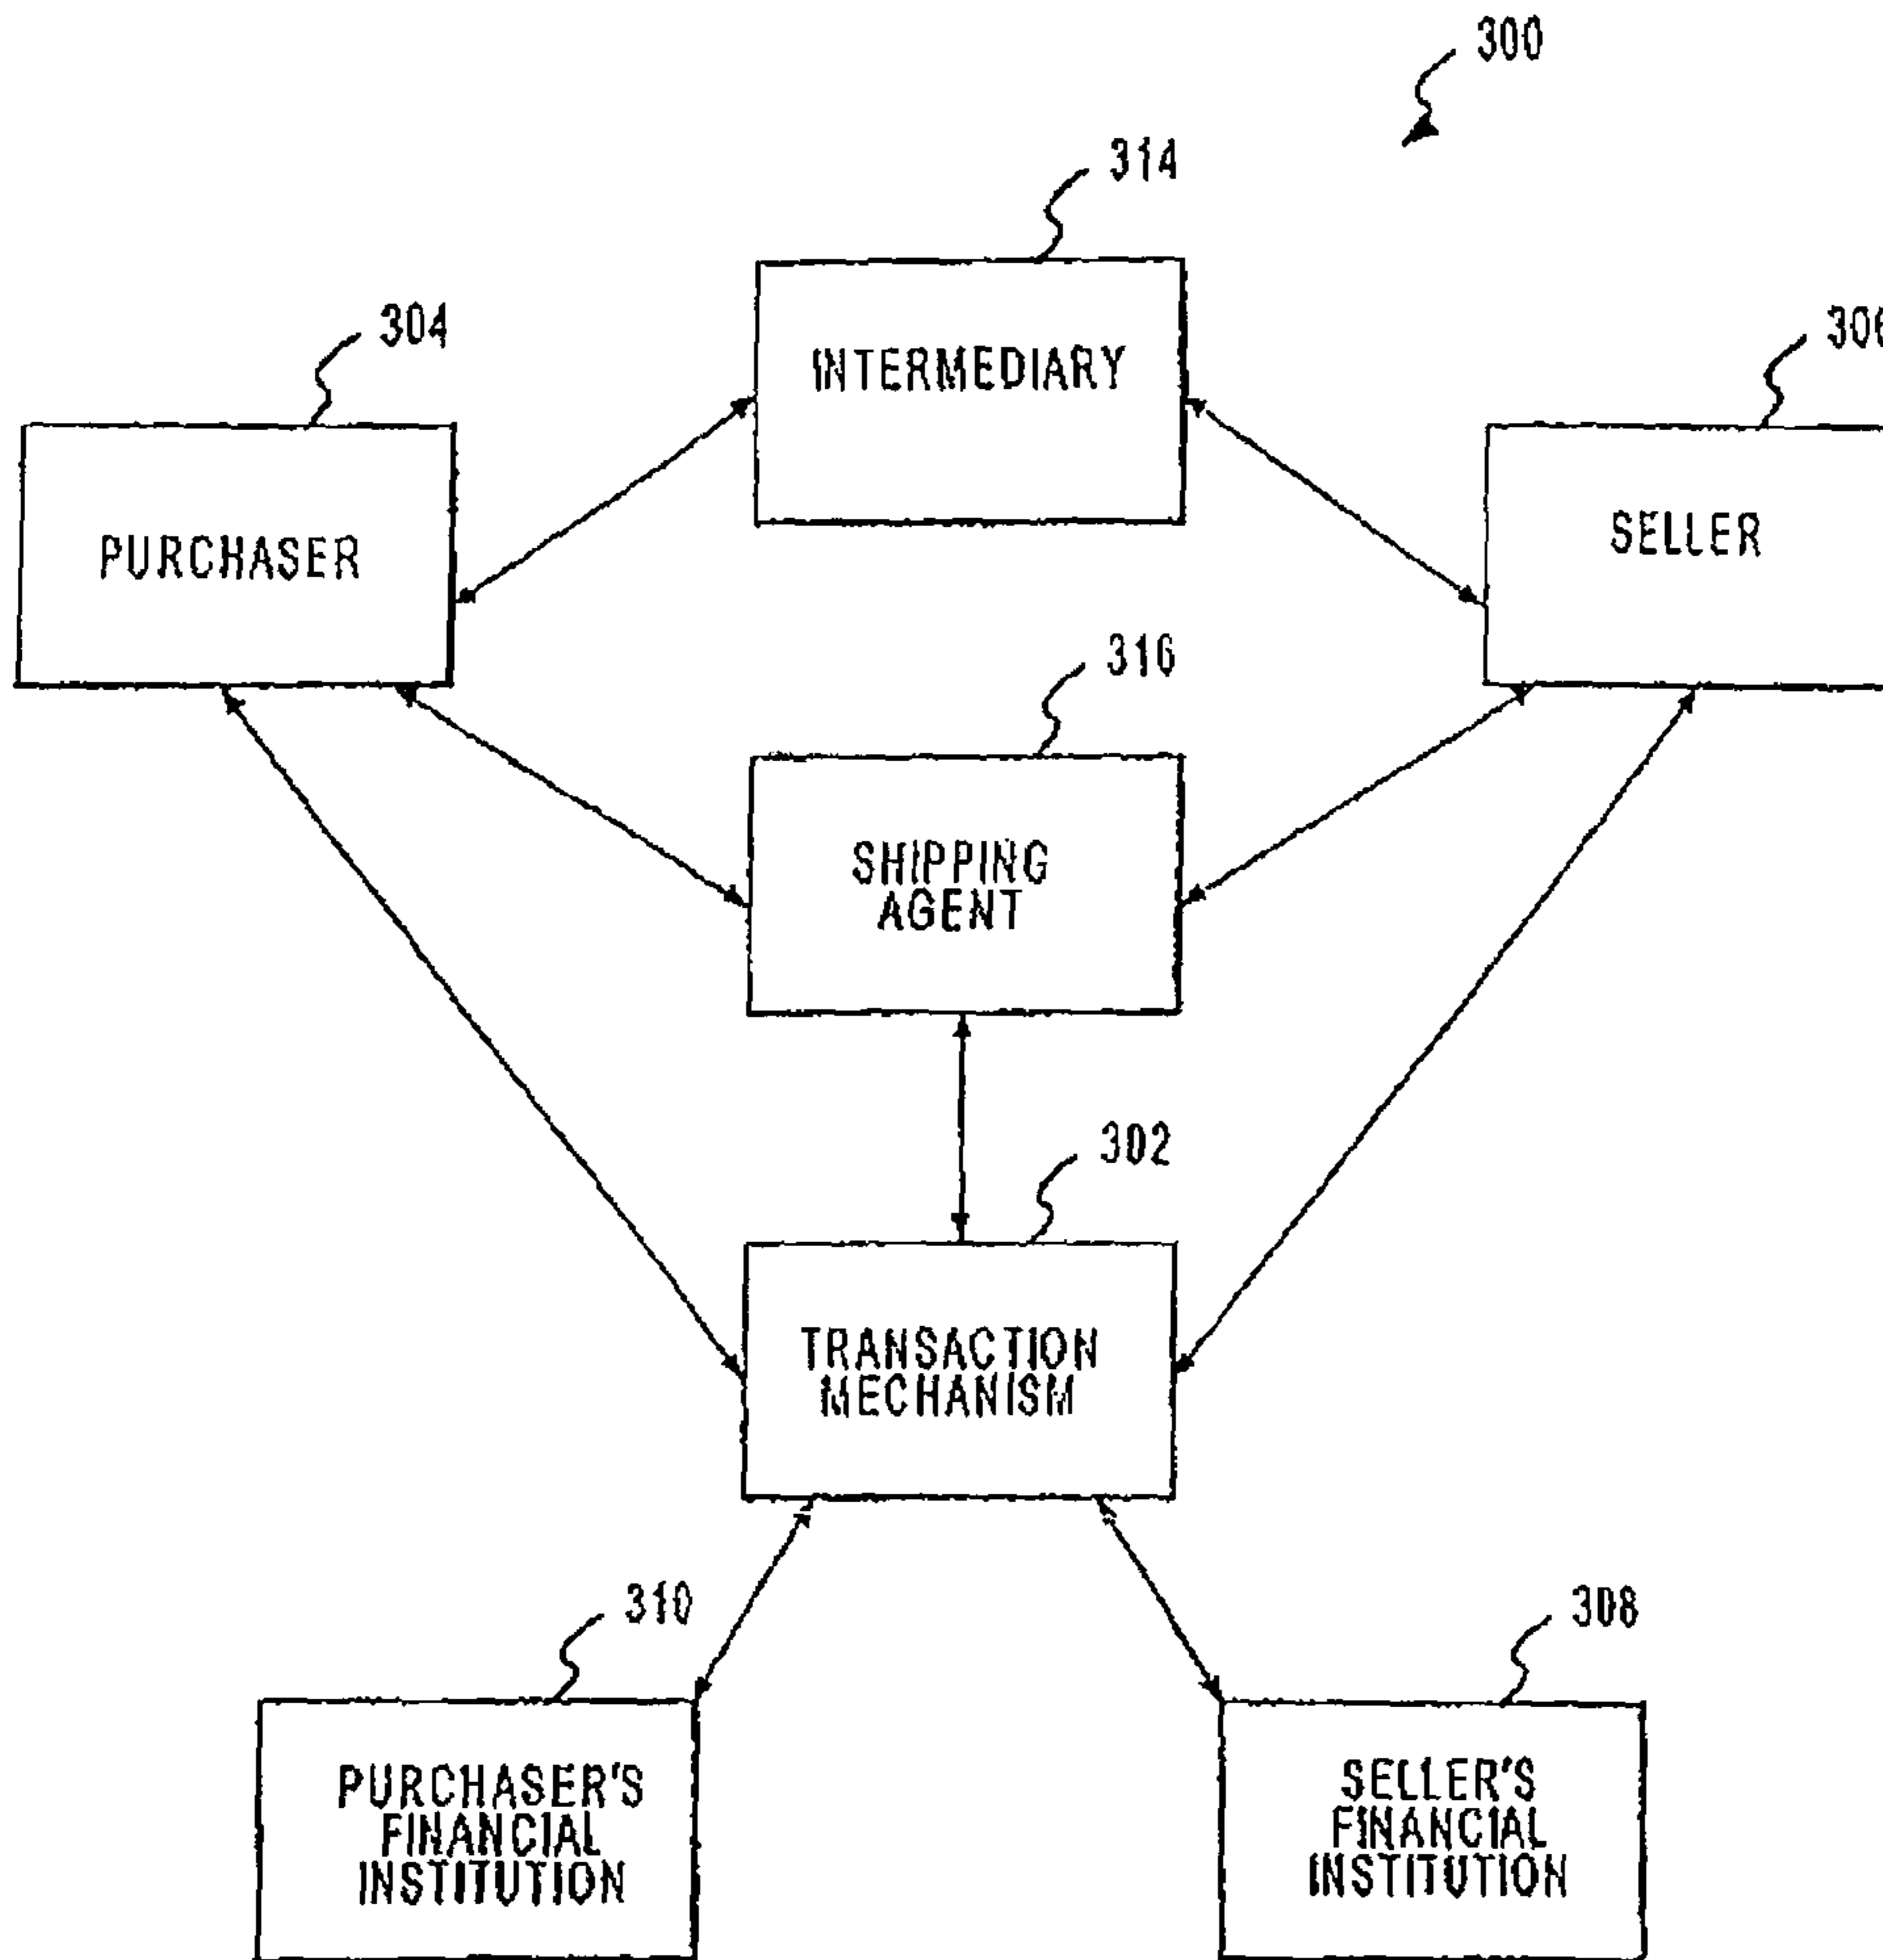 300
314
304
INTERMEDIARY
306
PURCHASER
SELLER
316
SHIPPING
AGENT
302
TRANSACTION
MECHANISM
310
308
PURCHASER'S
FINANCIAL
INSTITUTION
SELLER'S
FINANCIAL
INSTITUTION